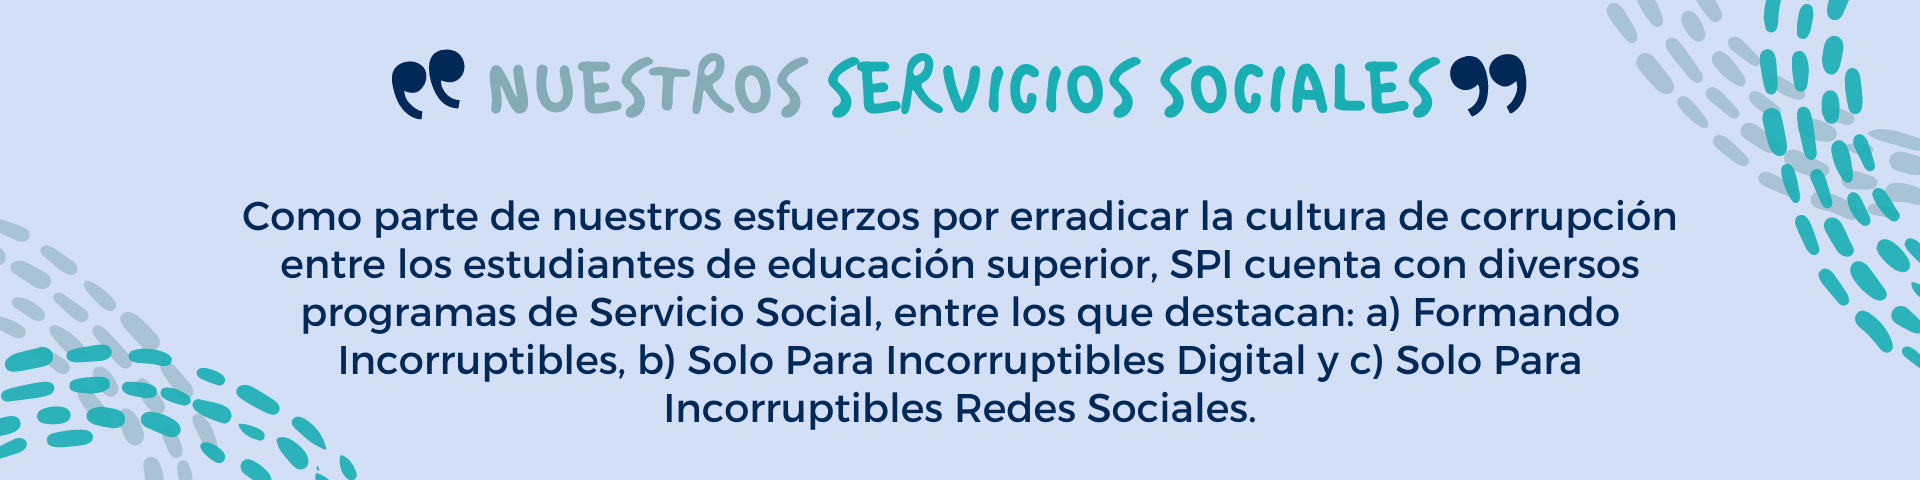 ❝ NUESTROS SERVICIOS SOCIALES ❞
Como parte de nuestros esfuerzos por erradicar la cultura de corrupción
entre los estudiantes de educación superior, SPI cuenta con diversos
programas de Servicio Social, entre los que destacan: a) Formando
Incorruptibles, b) Solo Para Incorruptibles Digital y c) Solo Para
Incorruptibles Redes Sociales.